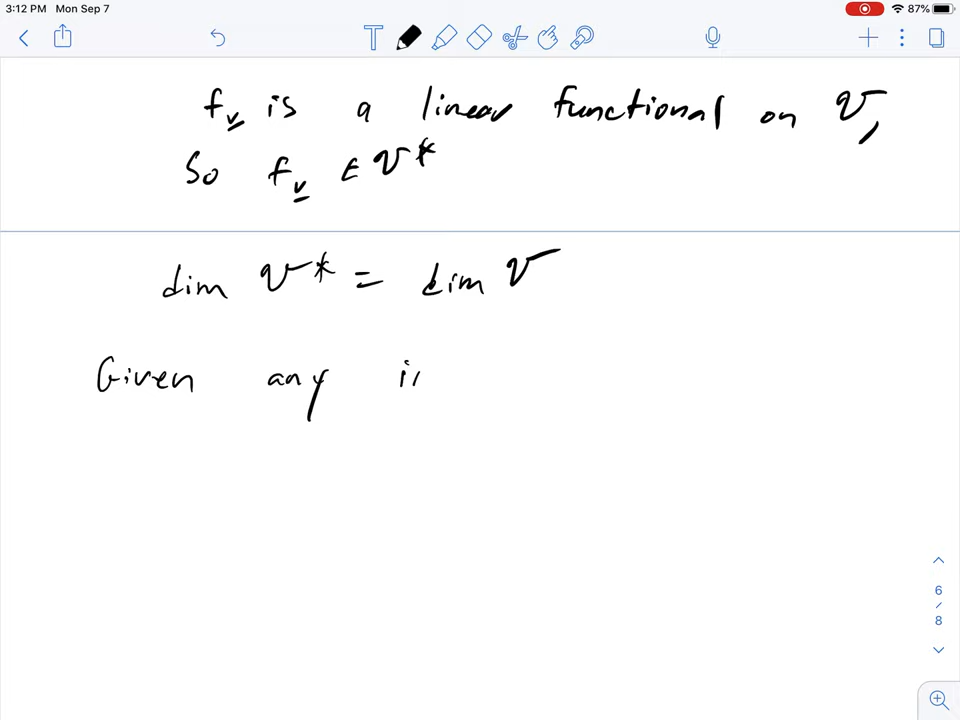 3:12 PM Mon Sep 7 87%
f_v is a linear functional on V,
So f_v ∈ V*
dim V* = dim V
Given any
6
/
8